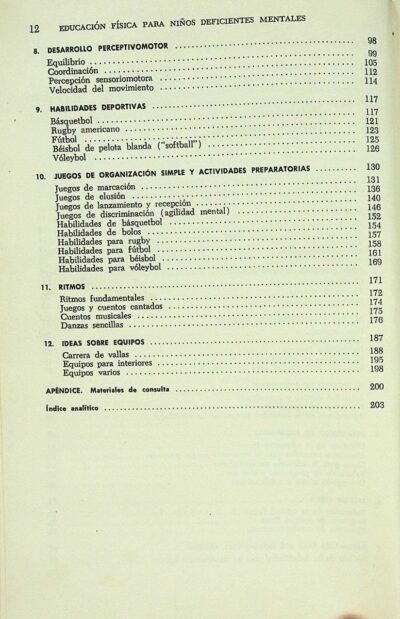 12 EDUCACIÓN FÍSICA PARA NIÑOS DEFICIENTES MENTALES
8. DESARROLLO PERCEPTIVOMOTOR 98
Equilibrio 99
Coordinación 105
Percepción sensoriomotora 112
Velocidad del movimiento 114
9. HABILIDADES DEPORTIVAS 117
Básquetbol 117
Rugby americano 121
Fútbol 123
Béisbol de pelota blanda ("softball") 125
Vóleybol 126
10. JUEGOS DE ORGANIZACIÓN SIMPLE Y ACTIVIDADES PREPARATORIAS 130
Juegos de marcación 131
Juegos de elusión 136
Juegos de lanzamiento y recepción 140
Juegos de discriminación (agilidad mental) 146
Habilidades de básquetbol 152
Habilidades de bolos 154
Habilidades para rugby 157
Habilidades para fútbol 158
Habilidades para béisbol 161
Habilidades para vóleybol 169
11. RITMOS 171
Ritmos fundamentales 172
Juegos y cuentos cantados 174
Cuentos musicales 175
Danzas sencillas 176
12. IDEAS SOBRE EQUIPOS 187
Carrera de vallas 188
Equipos para interiores 195
Equipos varios 198
APÉNDICE. Materiales de consulta 200
Índice analítico 203